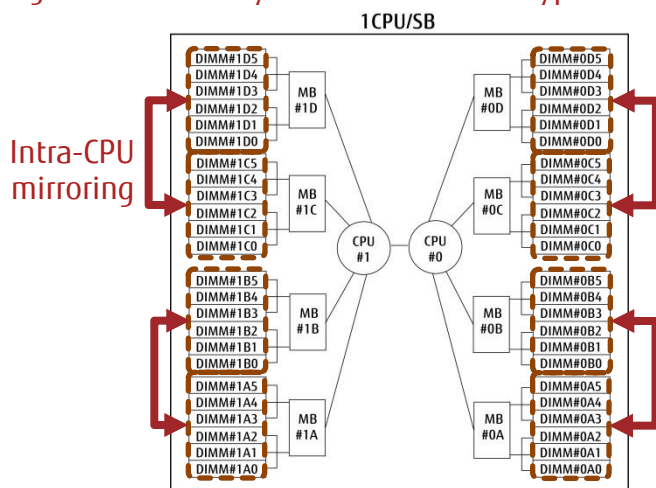 1CPU/SB
Intra-CPU
mirroring
DIMM#1D5
DIMM#1D4
DIMM#1D3
DIMM#1D2
DIMM#1D1
DIMM#1D0
MB
#1D
DIMM#1C5
DIMM#1C4
DIMM#1C3
DIMM#1C2
DIMM#1C1
DIMM#1C0
MB
#1C
DIMM#1B5
DIMM#1B4
DIMM#1B3
DIMM#1B2
DIMM#1B1
DIMM#1B0
MB
#1B
DIMM#1A5
DIMM#1A4
DIMM#1A3
DIMM#1A2
DIMM#1A1
DIMM#1A0
MB
#1A
CPU
#1
CPU
#0
MB
#0D
DIMM#0D5
DIMM#0D4
DIMM#0D3
DIMM#0D2
DIMM#0D1
DIMM#0D0
MB
#0C
DIMM#0C5
DIMM#0C4
DIMM#0C3
DIMM#0C2
DIMM#0C1
DIMM#0C0
MB
#0B
DIMM#0B5
DIMM#0B4
DIMM#0B3
DIMM#0B2
DIMM#0B1
DIMM#0B0
MB
#0A
DIMM#0A5
DIMM#0A4
DIMM#0A3
DIMM#0A2
DIMM#0A1
DIMM#0A0